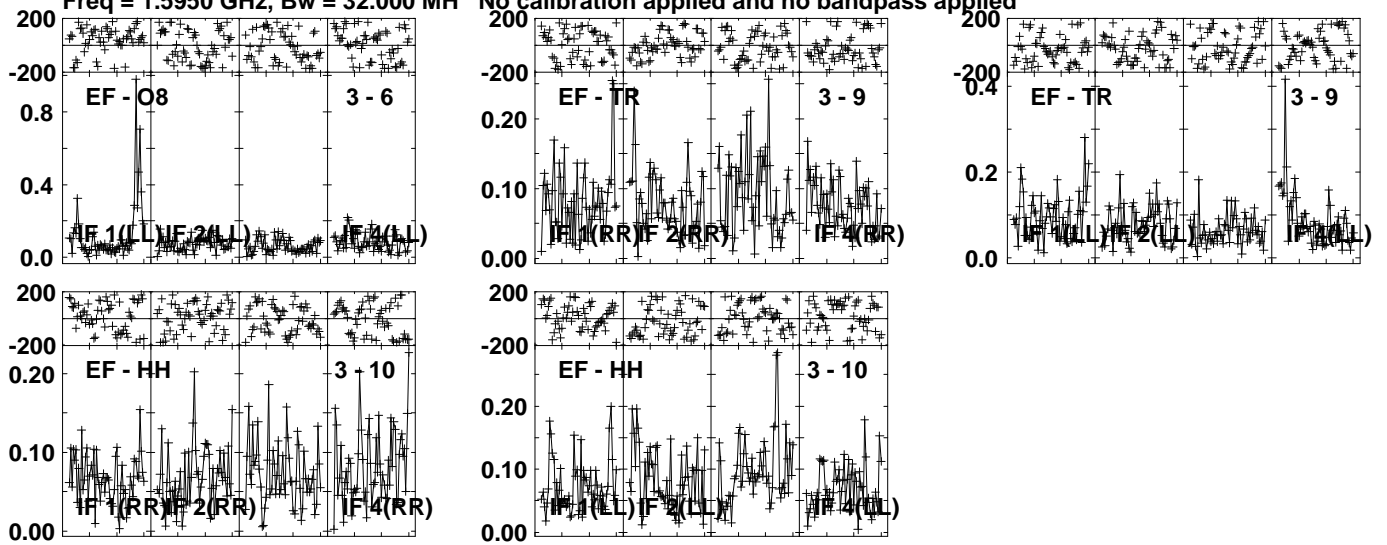 Freq = 1.5950 GHz, Bw = 32.000 MH No calibration applied and no bandpass applied
200
-200
EF - O8 3 - 6
0.8
0.4
0.0
IF 1(LL) IF 2(LL) IF 4(LL)
200
-200
EF - TR 3 - 9
0.20
0.10
0.00
IF 1(RR) IF 2(RR) IF 4(RR)
200
-200
0.4
EF - TR 3 - 9
0.2
0.0
IF 1(LL) IF 2(LL) IF 4(LL)
200
-200
EF - HH 3 - 10
0.20
0.10
0.00
IF 1(RR) IF 2(RR) IF 4(RR)
200
-200
EF - HH 3 - 10
0.20
0.10
0.00
IF 1(LL) IF 2(LL) IF 4(LL)